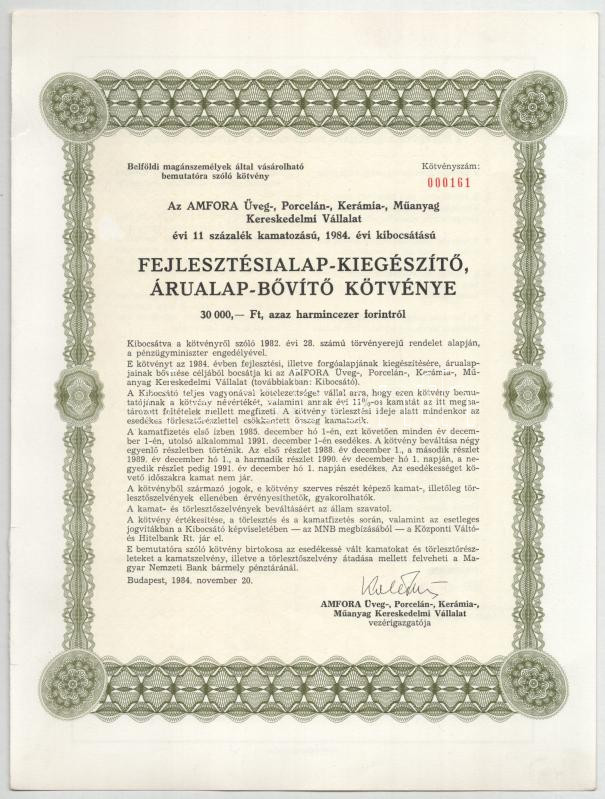 Belföldi magánszemélyek által vásárolható
bemutatóra szóló kötvény
Kötvényszám:
000161
Az AMFORA Üveg-, Porcelán-, Kerámia-, Műanyag
Kereskedelmi Vállalat
évi 11 százalék kamatozású, 1984. évi kibocsátású
FEJLESZTÉSIALAP-KIEGÉSZÍTŐ,
ÁRUALAP-BŐVÍTŐ KÖTVÉNYE
30 000,— Ft, azaz harmincezer forintról
Kibocsátva a kötvényről szóló 1982. évi 28. számú törvényerejű rendelet alapján,
a pénzügyminiszter engedélyével.
E kötvényt az 1984. évben fejlesztési, illetve forgóalapjának kiegészítésére, árualap-
jainak bővítése céljából bocsátja ki az AMFORA Üveg-, Porcelán-, Kerámia-, Mű-
anyag Kereskedelmi Vállalat (továbbiakban: Kibocsátó).
A Kibocsátó teljes vagyonával kötelezettséget vállal arra, hogy ezen kötvény bemu-
tatójának a kötvény névértékét, valamint annak évi 11%-os kamatát az itt megha-
tározott feltételek mellett megfizeti. A kötvény törlesztési ideje alatt mindenkor az
esedékes törlesztőrészlettel csökkentett összeg kamatozik.
A kamatfizetés első ízben 1985. december hó 1-én, ezt követően minden év decem-
ber 1-én, utolsó alkalommal 1991. december 1-én esedékes. A kötvény beváltása négy
egyenlő részletben történik. Az első részlet 1988. december 1., a második részlet
1989. év december hó 1., a harmadik részlet 1990. év december hó 1. napján, a ne-
gyedik részlet pedig 1991. év december hó 1. napján esedékes. Az esedékességet kö-
vető időszakra kamat nem jár.
A kötvényből származó jogok, e kötvény szerves részét képező kamat-, illetőleg tör-
lesztőszelvények ellenében érvényesíthetők, gyakorolhatók.
A kamat- és törlesztőszelvények beváltásáért az állam szavatol.
A kötvény értékesítése, a törlesztés és a kamatfizetés során, valamint az esetleges
jogvitákban a Kibocsátó képviseletében — az MNB megbízásából — a Központi Váltó-
és Hitelbank Rt. jár el.
E bemutatóra szóló kötvény birtokosa az esedékessé vált kamatokat és törlesztőrész-
leteket a kamatszelvény, illetve a törlesztőszelvény átadása mellett felveheti a Ma-
gyar Nemzeti Bank bármely pénztáránál.
Budapest, 1984. november 20.
AMFORA Üveg-, Porcelán-, Kerámia-,
Műanyag Kereskedelmi Vállalat
vezérigazgatója